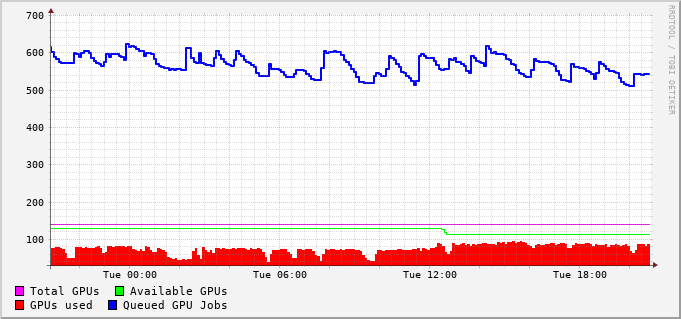 700
600
500
400
300
200
100
Tue 00:00 Tue 06:00 Tue 12:00 Tue 18:00
Total GPUs Available GPUs
GPUs used Queued GPU Jobs
RRDTOOL / TOBI OETIKER